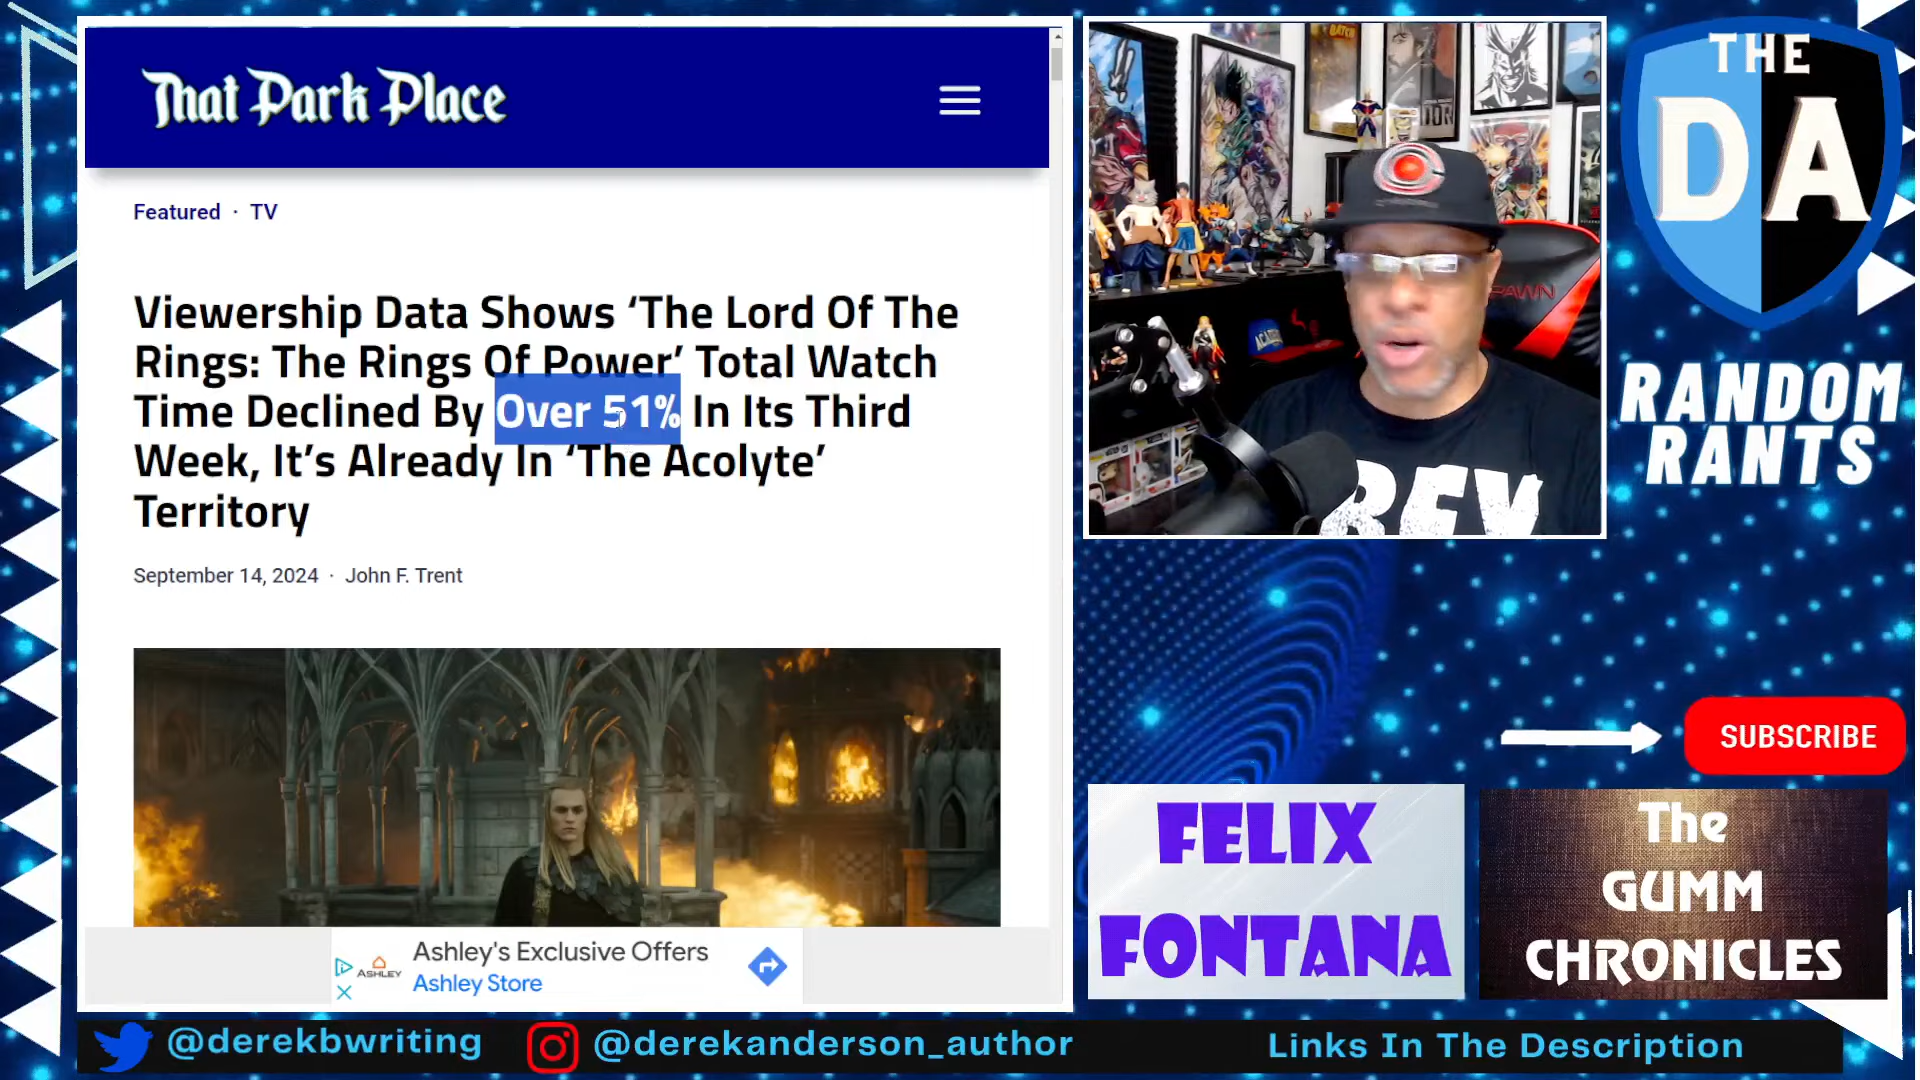 That Park Place
Featured · TV
Viewership Data Shows ‘The Lord Of The
Rings: The Rings Of Power’ Total Watch
Time Declined By Over 51% In Its Third
Week, It’s Already In ‘The Acolyte’
Territory
September 14, 2024 · John F. Trent
ASHLEY
Ashley's Exclusive Offers
Ashley Store
THE
DA
RANDOM
RANTS
SUBSCRIBE
FELIX
FONTANA
The
GUMM
CHRONICLES
@derekbwriting
@derekanderson_author
Links In The Description